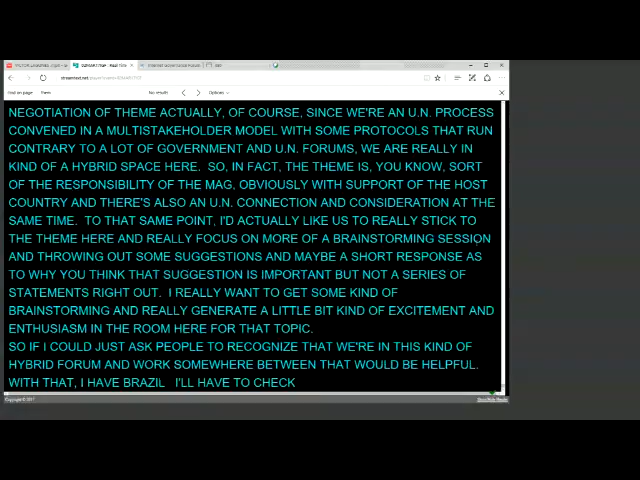 streamtext.net
Find on page
No results
Options
NEGOTIATION OF THEME ACTUALLY, OF COURSE, SINCE WE'RE AN U.N. PROCESS
CONVENED IN A MULTISTAKEHOLDER MODEL WITH SOME PROTOCOLS THAT RUN
CONTRARY TO A LOT OF GOVERNMENT AND U.N. FORUMS, WE ARE REALLY IN
KIND OF A HYBRID SPACE HERE.  SO, IN FACT, THE THEME IS, YOU KNOW, SORT
OF THE RESPONSIBILITY OF THE MAG, OBVIOUSLY WITH SUPPORT OF THE HOST
COUNTRY AND THERE'S ALSO AN U.N. CONNECTION AND CONSIDERATION AT THE
SAME TIME.  TO THAT SAME POINT, I'D ACTUALLY LIKE US TO REALLY STICK TO
THE THEME HERE AND REALLY FOCUS ON MORE OF A BRAINSTORMING SESSION
AND THROWING OUT SOME SUGGESTIONS AND MAYBE A SHORT RESPONSE AS
TO WHY YOU THINK THAT SUGGESTION IS IMPORTANT BUT NOT A SERIES OF
STATEMENTS RIGHT OUT.  I REALLY WANT TO GET SOME KIND OF
BRAINSTORMING AND REALLY GENERATE A LITTLE BIT KIND OF EXCITEMENT AND
ENTHUSIASM IN THE ROOM HERE FOR THAT TOPIC.
SO IF I COULD JUST ASK PEOPLE TO RECOGNIZE THAT WE'RE IN THIS KIND OF
HYBRID FORUM AND WORK SOMEWHERE BETWEEN THAT WOULD BE HELPFUL.
WITH THAT, I HAVE BRAZIL   I'LL HAVE TO CHECK